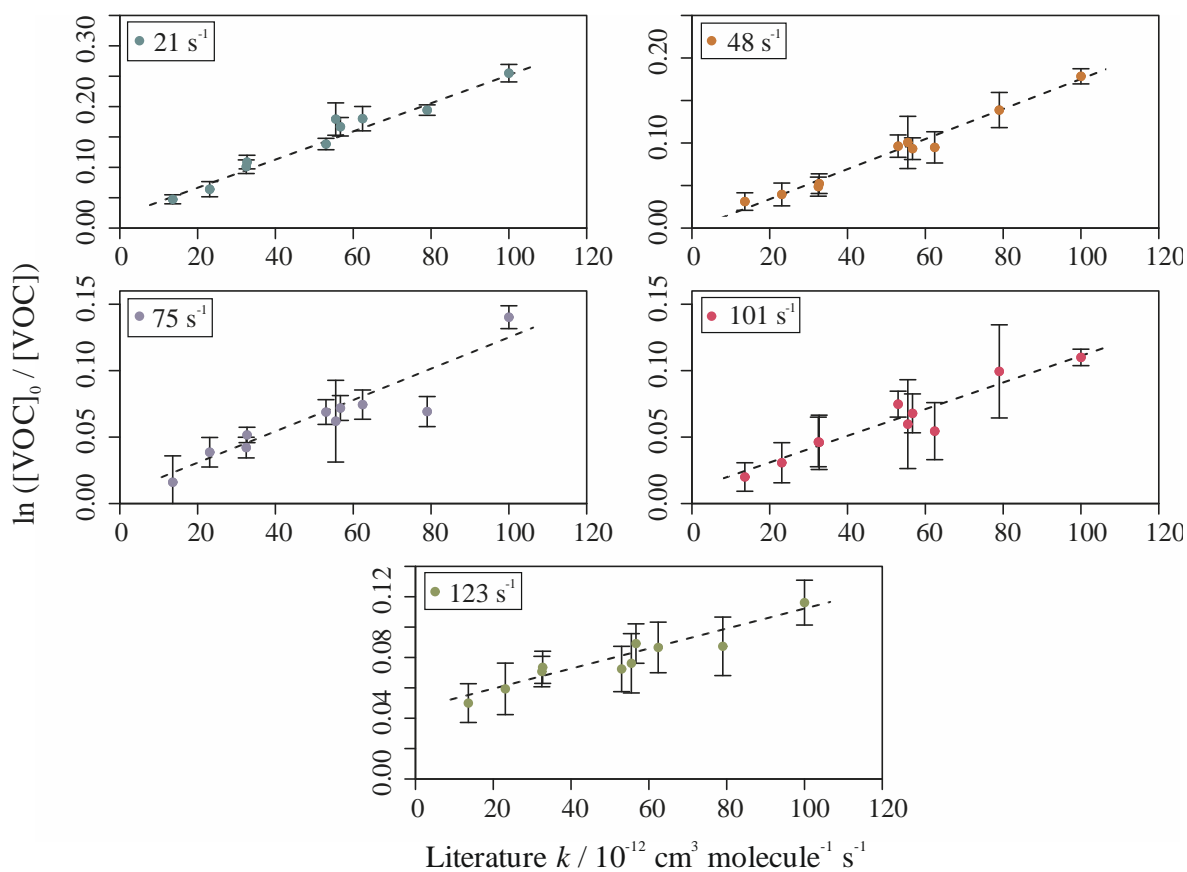 21 s⁻¹
0.00 0.10 0.20 0.30
0 20 40 60 80 100 120
48 s⁻¹
0.00 0.10 0.20
0 20 40 60 80 100 120
75 s⁻¹
0.00 0.05 0.10 0.15
0 20 40 60 80 100 120
101 s⁻¹
0.00 0.05 0.10 0.15
0 20 40 60 80 100 120
123 s⁻¹
0.00 0.04 0.08 0.12
0 20 40 60 80 100 120
ln ([VOC]₀ / [VOC])
Literature k / 10⁻¹² cm³ molecule⁻¹ s⁻¹